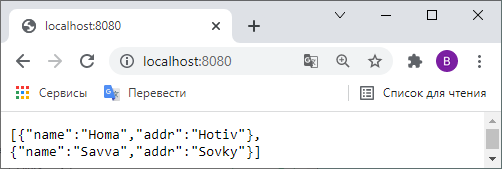 localhost:8080
localhost:8080
B
Сервисы
Перевести
Список для чтения
[{"name":"Homa","addr":"Hotiv"},
{"name":"Savva","addr":"Sovky"}]